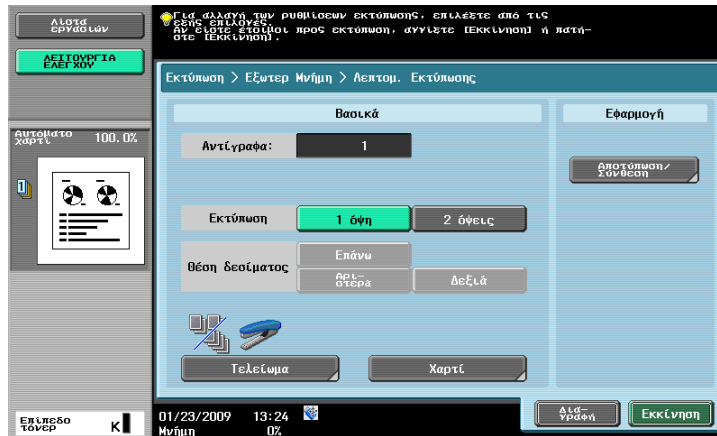 Λίστα
εργασιών
ΛΕΙΤΟΥΡΓΙΑ
ΕΛΕΓΧΟΥ
Για αλλαγή των ρυθμίσεων εκτύπωσης, επιλέξτε από τις
εξής επιλογές.
Αν είστε έτοιμοι προς εκτύπωση, αγγίξτε [Εκκίνηση] ή πατή-
στε [Εκκίνηση].
Εκτύπωση > Εξωτερ Μνήμη > Λεπτομ. Εκτύπωσης
Βασικά
Εφαρμογή
Αυτόματο
χαρτί
100.0%
Αντίγραφα:
1
Αποτύπωση/
Σύνθεση
1
Εκτύπωση
1 όψη
2 όψεις
Θέση δεσίματος
Επάνω
Αρι-
στερά
Δεξιά
Τελείωμα
Χαρτί
Επίπεδο
τόνερ
K
01/23/2009 13:24
Μνήμη 0%
Δια-
γραφή
Εκκίνηση